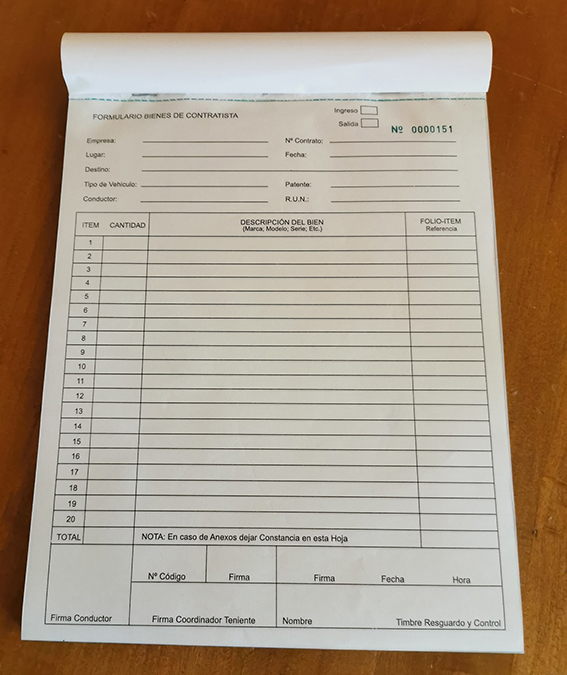 Ingreso
FORMULARIO BIENES DE CONTRATISTA
Salida
Nº 0000151
Empresa: Nº Contrato:
Lugar: Fecha:
Destino:
Tipo de Vehículo: Patente:
Conductor: R.U.N.:
ITEM CANTIDAD DESCRIPCIÓN DEL BIEN FOLIO-ITEM
(Marca; Modelo; Serie; Etc.) Referencia
1
2
3
4
5
6
7
8
9
10
11
12
13
14
15
16
17
18
19
20
TOTAL NOTA: En caso de Anexos dejar Constancia en esta Hoja
Nº Código Firma Firma Fecha Hora
Firma Conductor Firma Coordinador Teniente Nombre Timbre Resguardo y Control